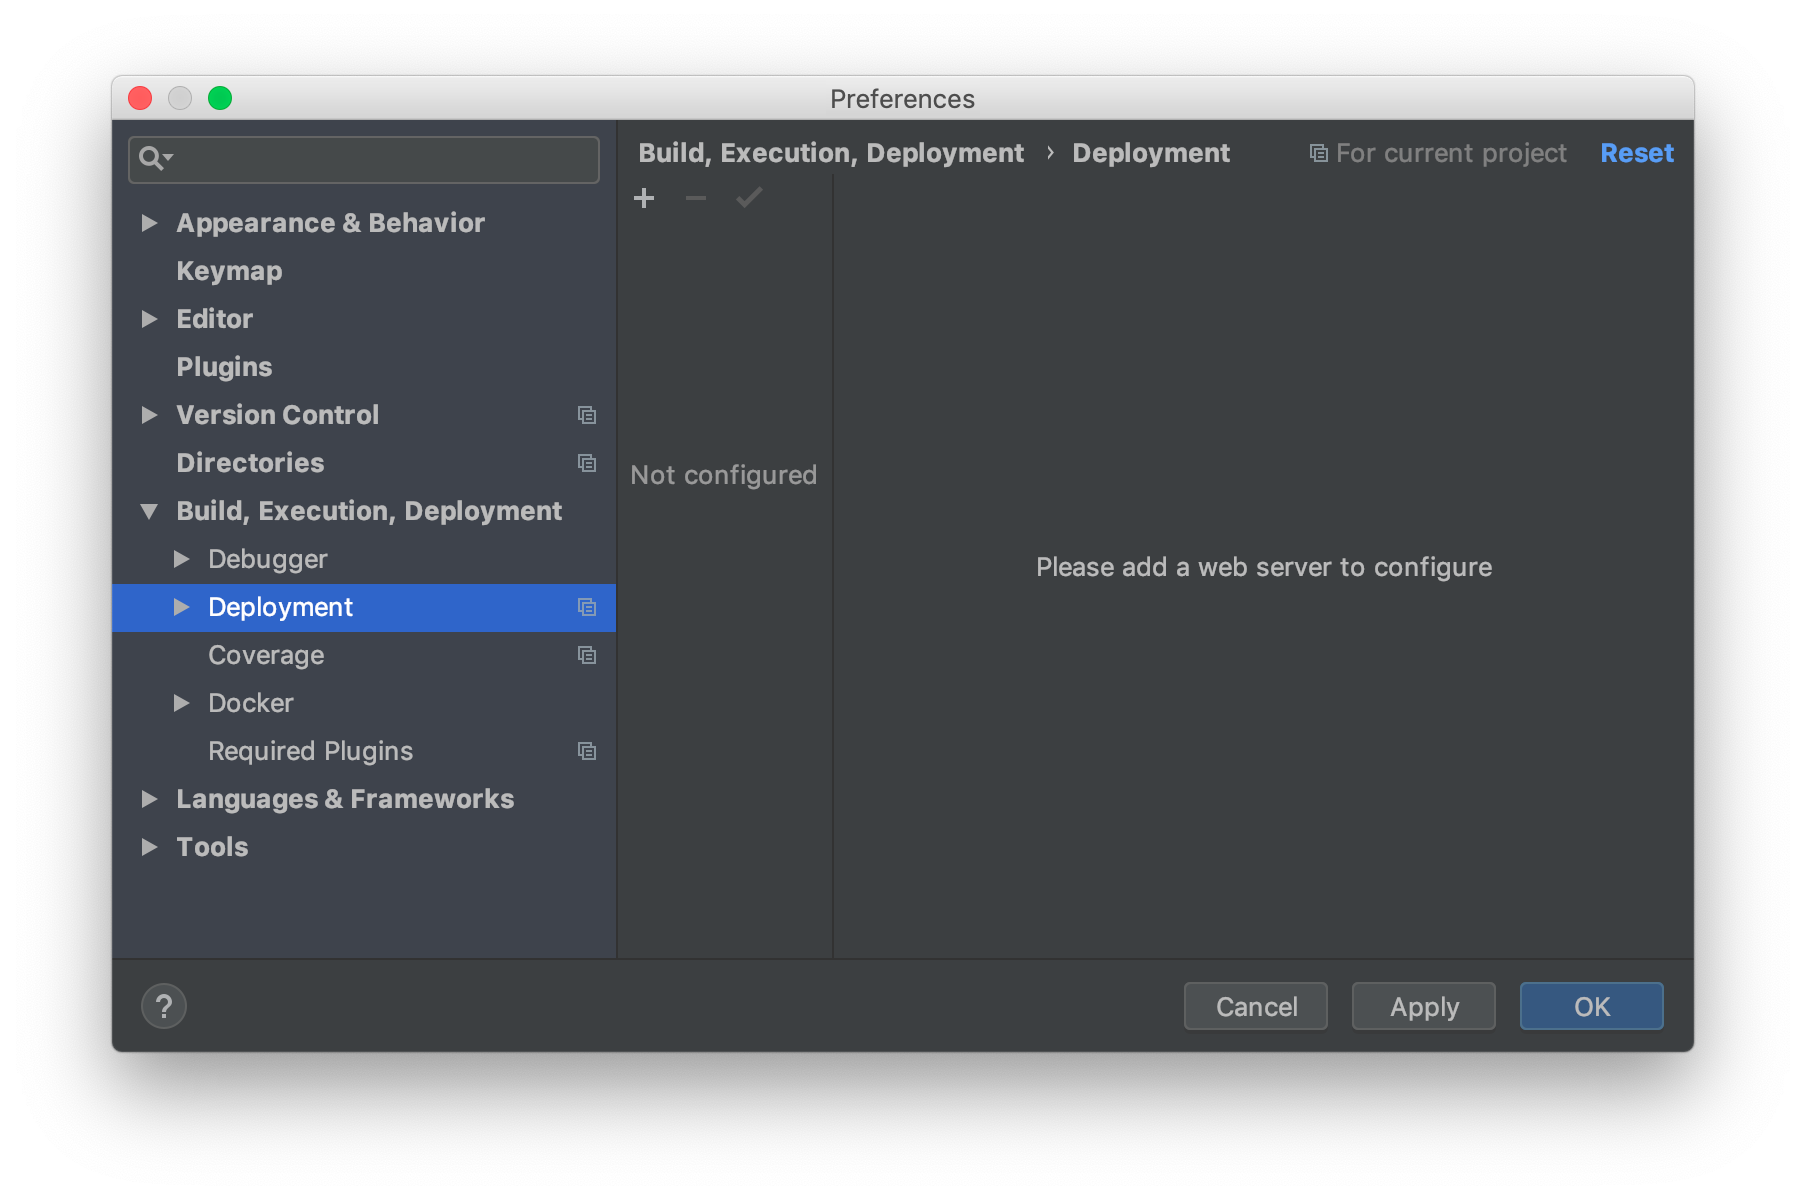 Preferences
Appearance & Behavior
Keymap
Editor
Plugins
Version Control
Directories
Build, Execution, Deployment
Debugger
Deployment
Coverage
Docker
Required Plugins
Languages & Frameworks
Tools
Build, Execution, Deployment › Deployment
For current project
Reset
Not configured
Please add a web server to configure
?
Cancel
Apply
OK